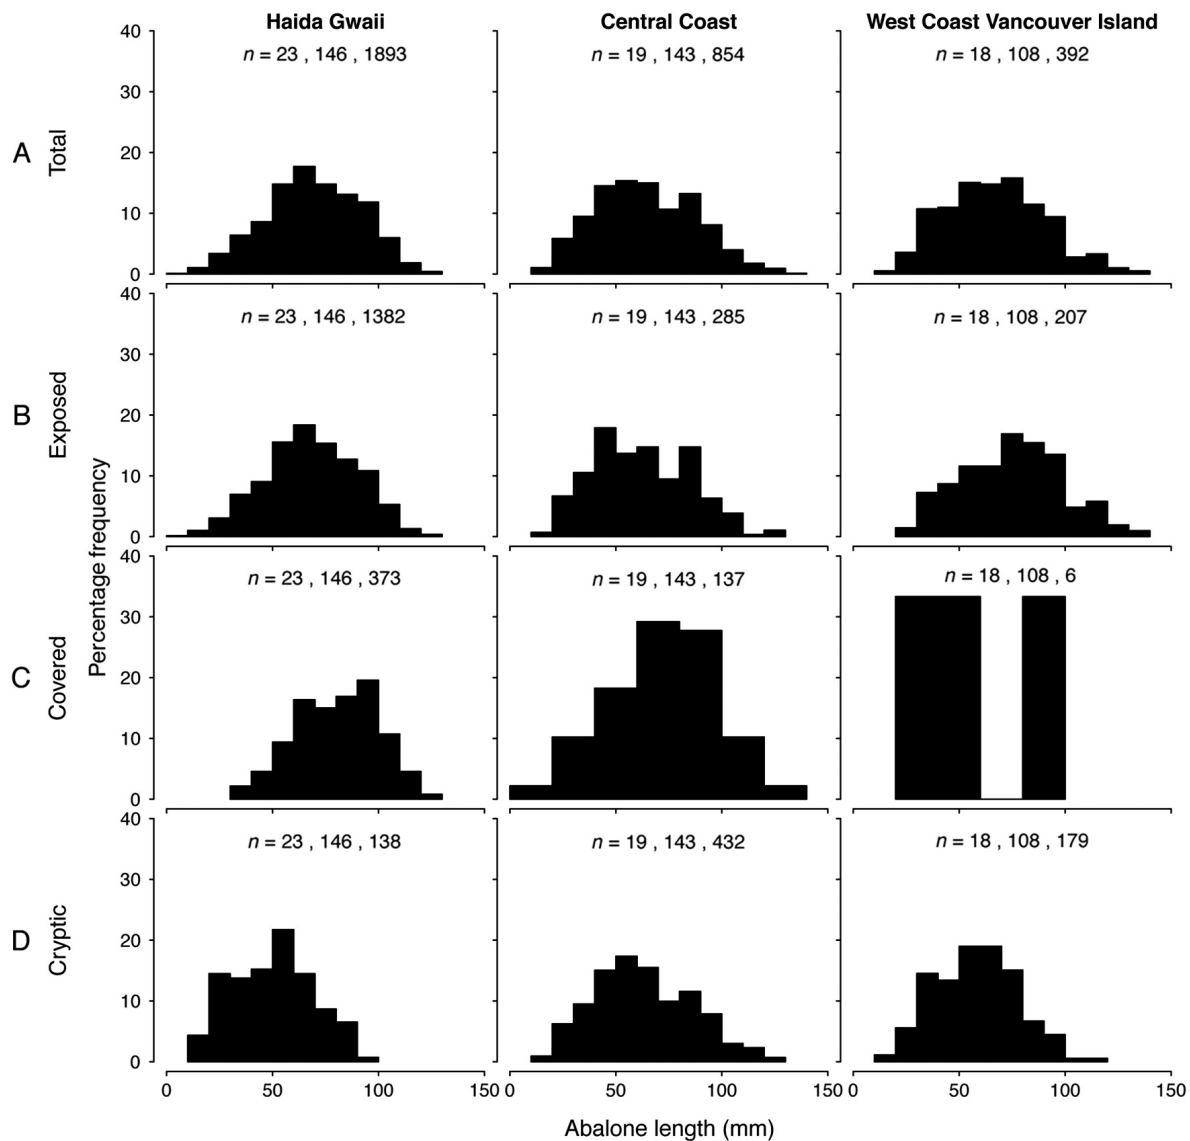 Haida Gwaii Central Coast West Coast Vancouver Island
A Total
40 30 20 10 0
n = 23 , 146 , 1893
n = 19 , 143 , 854
n = 18 , 108 , 392
B Exposed
40 30 20 10 0
n = 23 , 146 , 1382
n = 19 , 143 , 285
n = 18 , 108 , 207
Percentage frequency
C Covered
40 30 20 10 0
n = 23 , 146 , 373
n = 19 , 143 , 137
n = 18 , 108 , 6
D Cryptic
40 30 20 10 0
n = 23 , 146 , 138
n = 19 , 143 , 432
n = 18 , 108 , 179
0 50 100 150 0 50 100 150 0 50 100 150
Abalone length (mm)